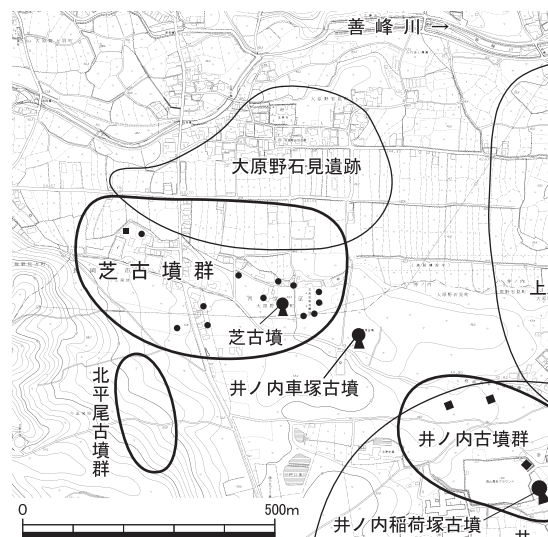 善峰川→
大原野石見遺跡
芝古墳群
上
芝古墳
井ノ内車塚古墳
北平尾古墳群
井ノ内古墳群
0 500m
井ノ内稲荷塚古墳
井